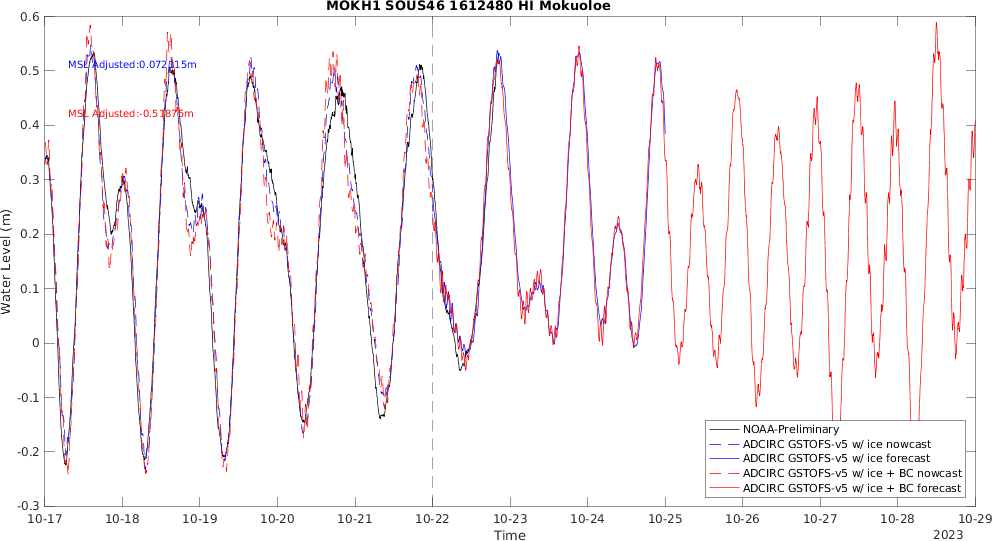 MOKH1 SOUS46 1612480 HI Mokuoloe
0.6
0.5
0.4
0.3
0.2
0.1
0
-0.1
-0.2
-0.3
Water Level (m)
MSL Adjusted:0.072115m
MSL Adjusted:-0.51876m
NOAA-Preliminary
ADCIRC GSTOFS-v5 w/ ice nowcast
ADCIRC GSTOFS-v5 w/ ice forecast
ADCIRC GSTOFS-v5 w/ ice + BC nowcast
ADCIRC GSTOFS-v5 w/ ice + BC forecast
10-17 10-18 10-19 10-20 10-21 10-22 10-23 10-24 10-25 10-26 10-27 10-28 10-29
Time
2023